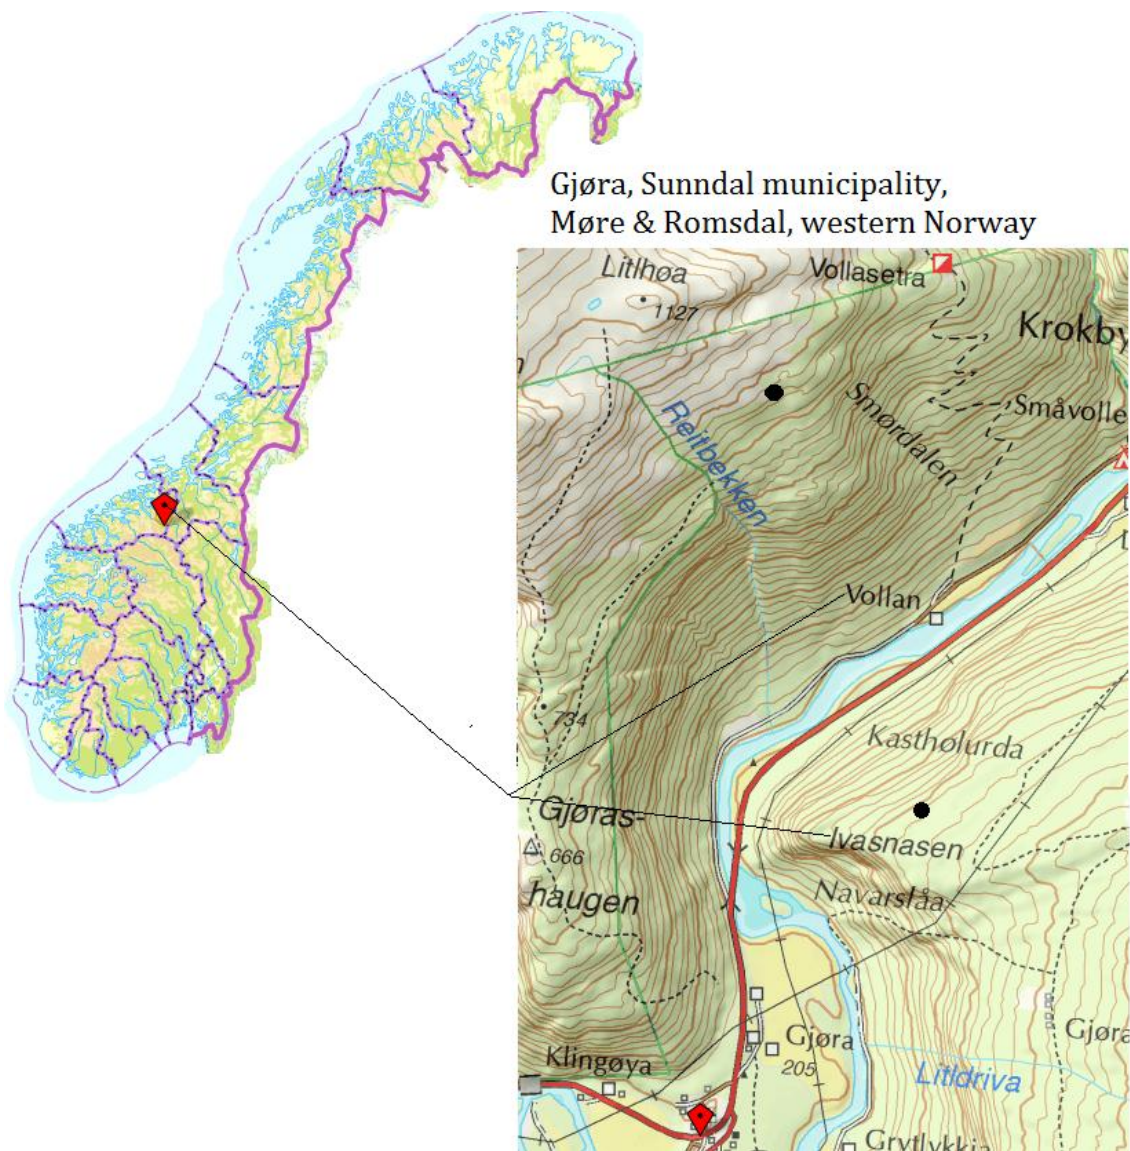 Gjøra, Sunndal municipality,
Møre & Romsdal, western Norway
Litlhøa
1127
Vollasetra
Krokby
Smørdalen
Småvolle
Reitbekken
Vollan
734
Kasthølurda
Gjøras-
haugen
666
Ivasnasen
Navarslåa
Gjøra
205
Gjøra
Klingøya
Litldriva
Grytlykkja